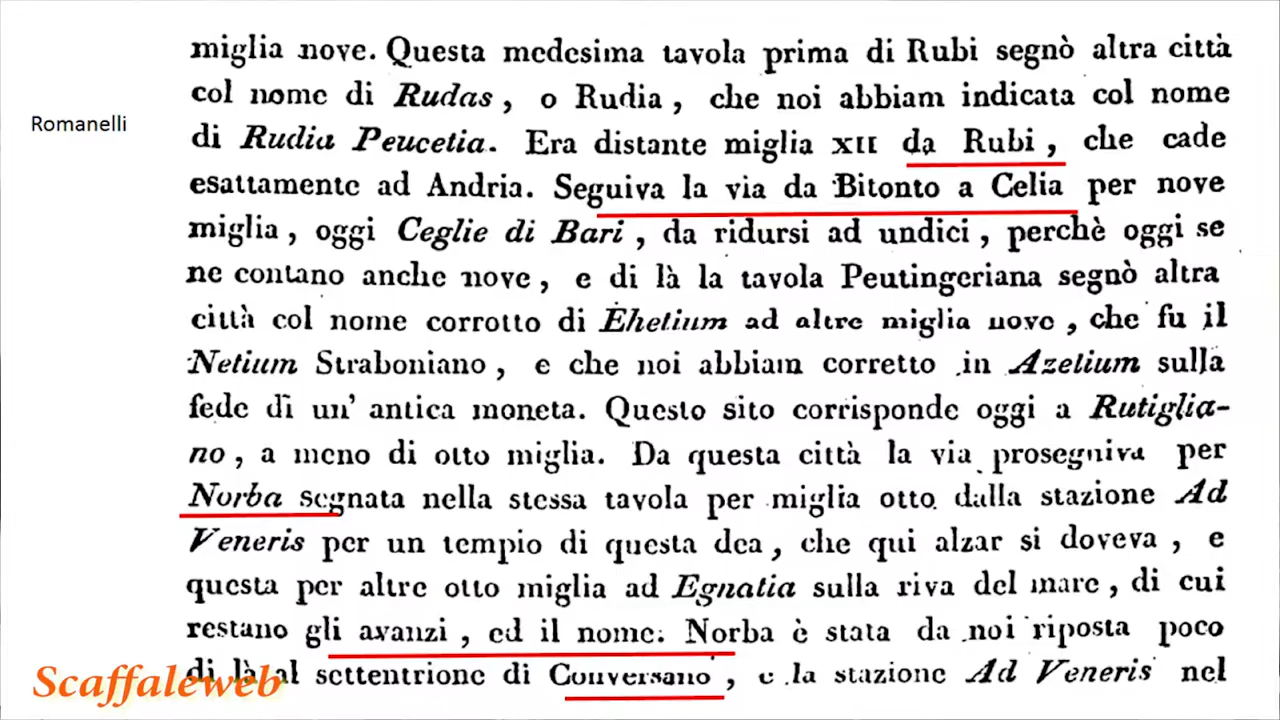 miglia nove. Questa medesima tavola prima di Rubi segnò altra città
col nome di Rudas, o Rudia, che noi abbiam indicata col nome
Romanelli
di Rudia Peucetia. Era distante miglia XII da Rubi, che cade
esattamente ad Andria. Seguiva la via da Bitonto a Celia per nove
miglia, oggi Ceglie di Bari, da ridursi ad undici, perchè oggi se
ne contano anche nove, e di là la tavola Peutingeriana segnò altra
città col nome corrotto di Ehetium ad altre miglia nove, che fu il
Netium Straboniano, e che noi abbiam corretto in Azetium sulla
fede di un' antica moneta. Questo sito corrisponde oggi a Rutiglia-
no, a meno di otto miglia. Da questa città la via proseguiva per
Norba segnata nella stessa tavola per miglia otto dalla stazione Ad
Veneris per un tempio di questa dea, che qui alzar si doveva, e
questa per altre otto miglia ad Egnatia sulla riva del mare, di cui
restano gli avanzi, ed il nome. Norba è stata da noi riposta poco
di là al settentrione di Conversano, e la stazione Ad Veneris nel
Scaffaleweb